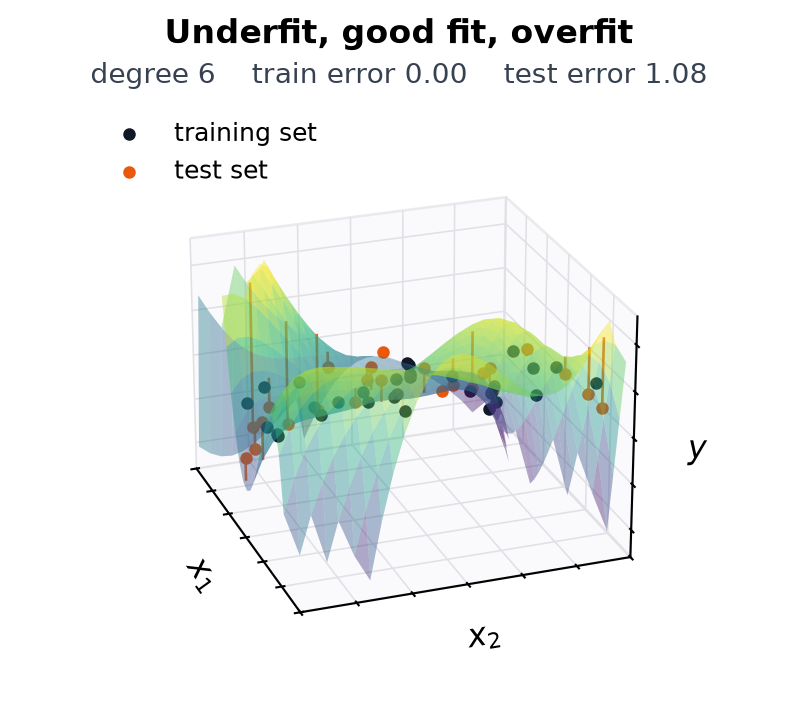 Underfit, good fit, overfit
degree 6 train error 0.00 test error 1.08
training set
test set
y
x₁
x₂